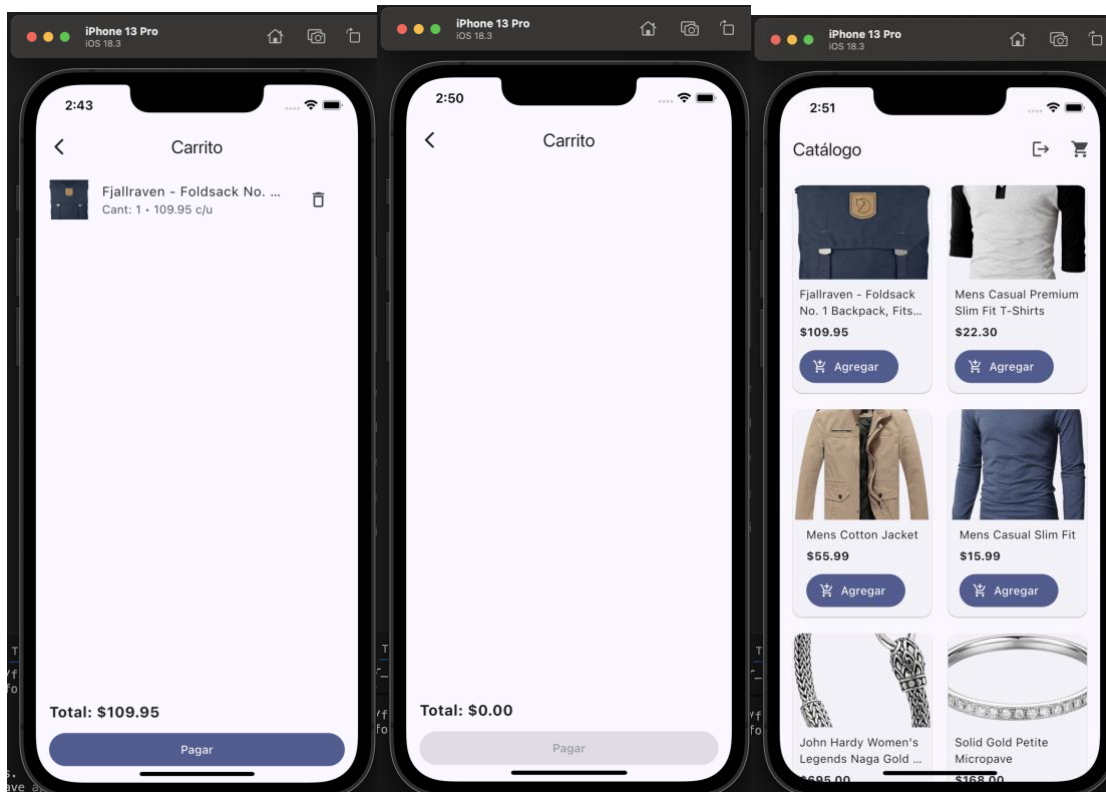 iPhone 13 Pro
iOS 18.3
2:43
Carrito
Fjallraven - Foldsack No. ...
Cant: 1 • 109.95 c/u
Total: $109.95
Pagar
iPhone 13 Pro
iOS 18.3
2:50
Carrito
Total: $0.00
Pagar
iPhone 13 Pro
iOS 18.3
2:51
Catálogo
Fjallraven - Foldsack
No. 1 Backpack, Fits...
$109.95
Agregar
Mens Casual Premium
Slim Fit T-Shirts
$22.30
Agregar
Mens Cotton Jacket
$55.99
Agregar
Mens Casual Slim Fit
$15.99
Agregar
John Hardy Women's
Legends Naga Gold ...
$695.00
Solid Gold Petite
Micropave
$168.00